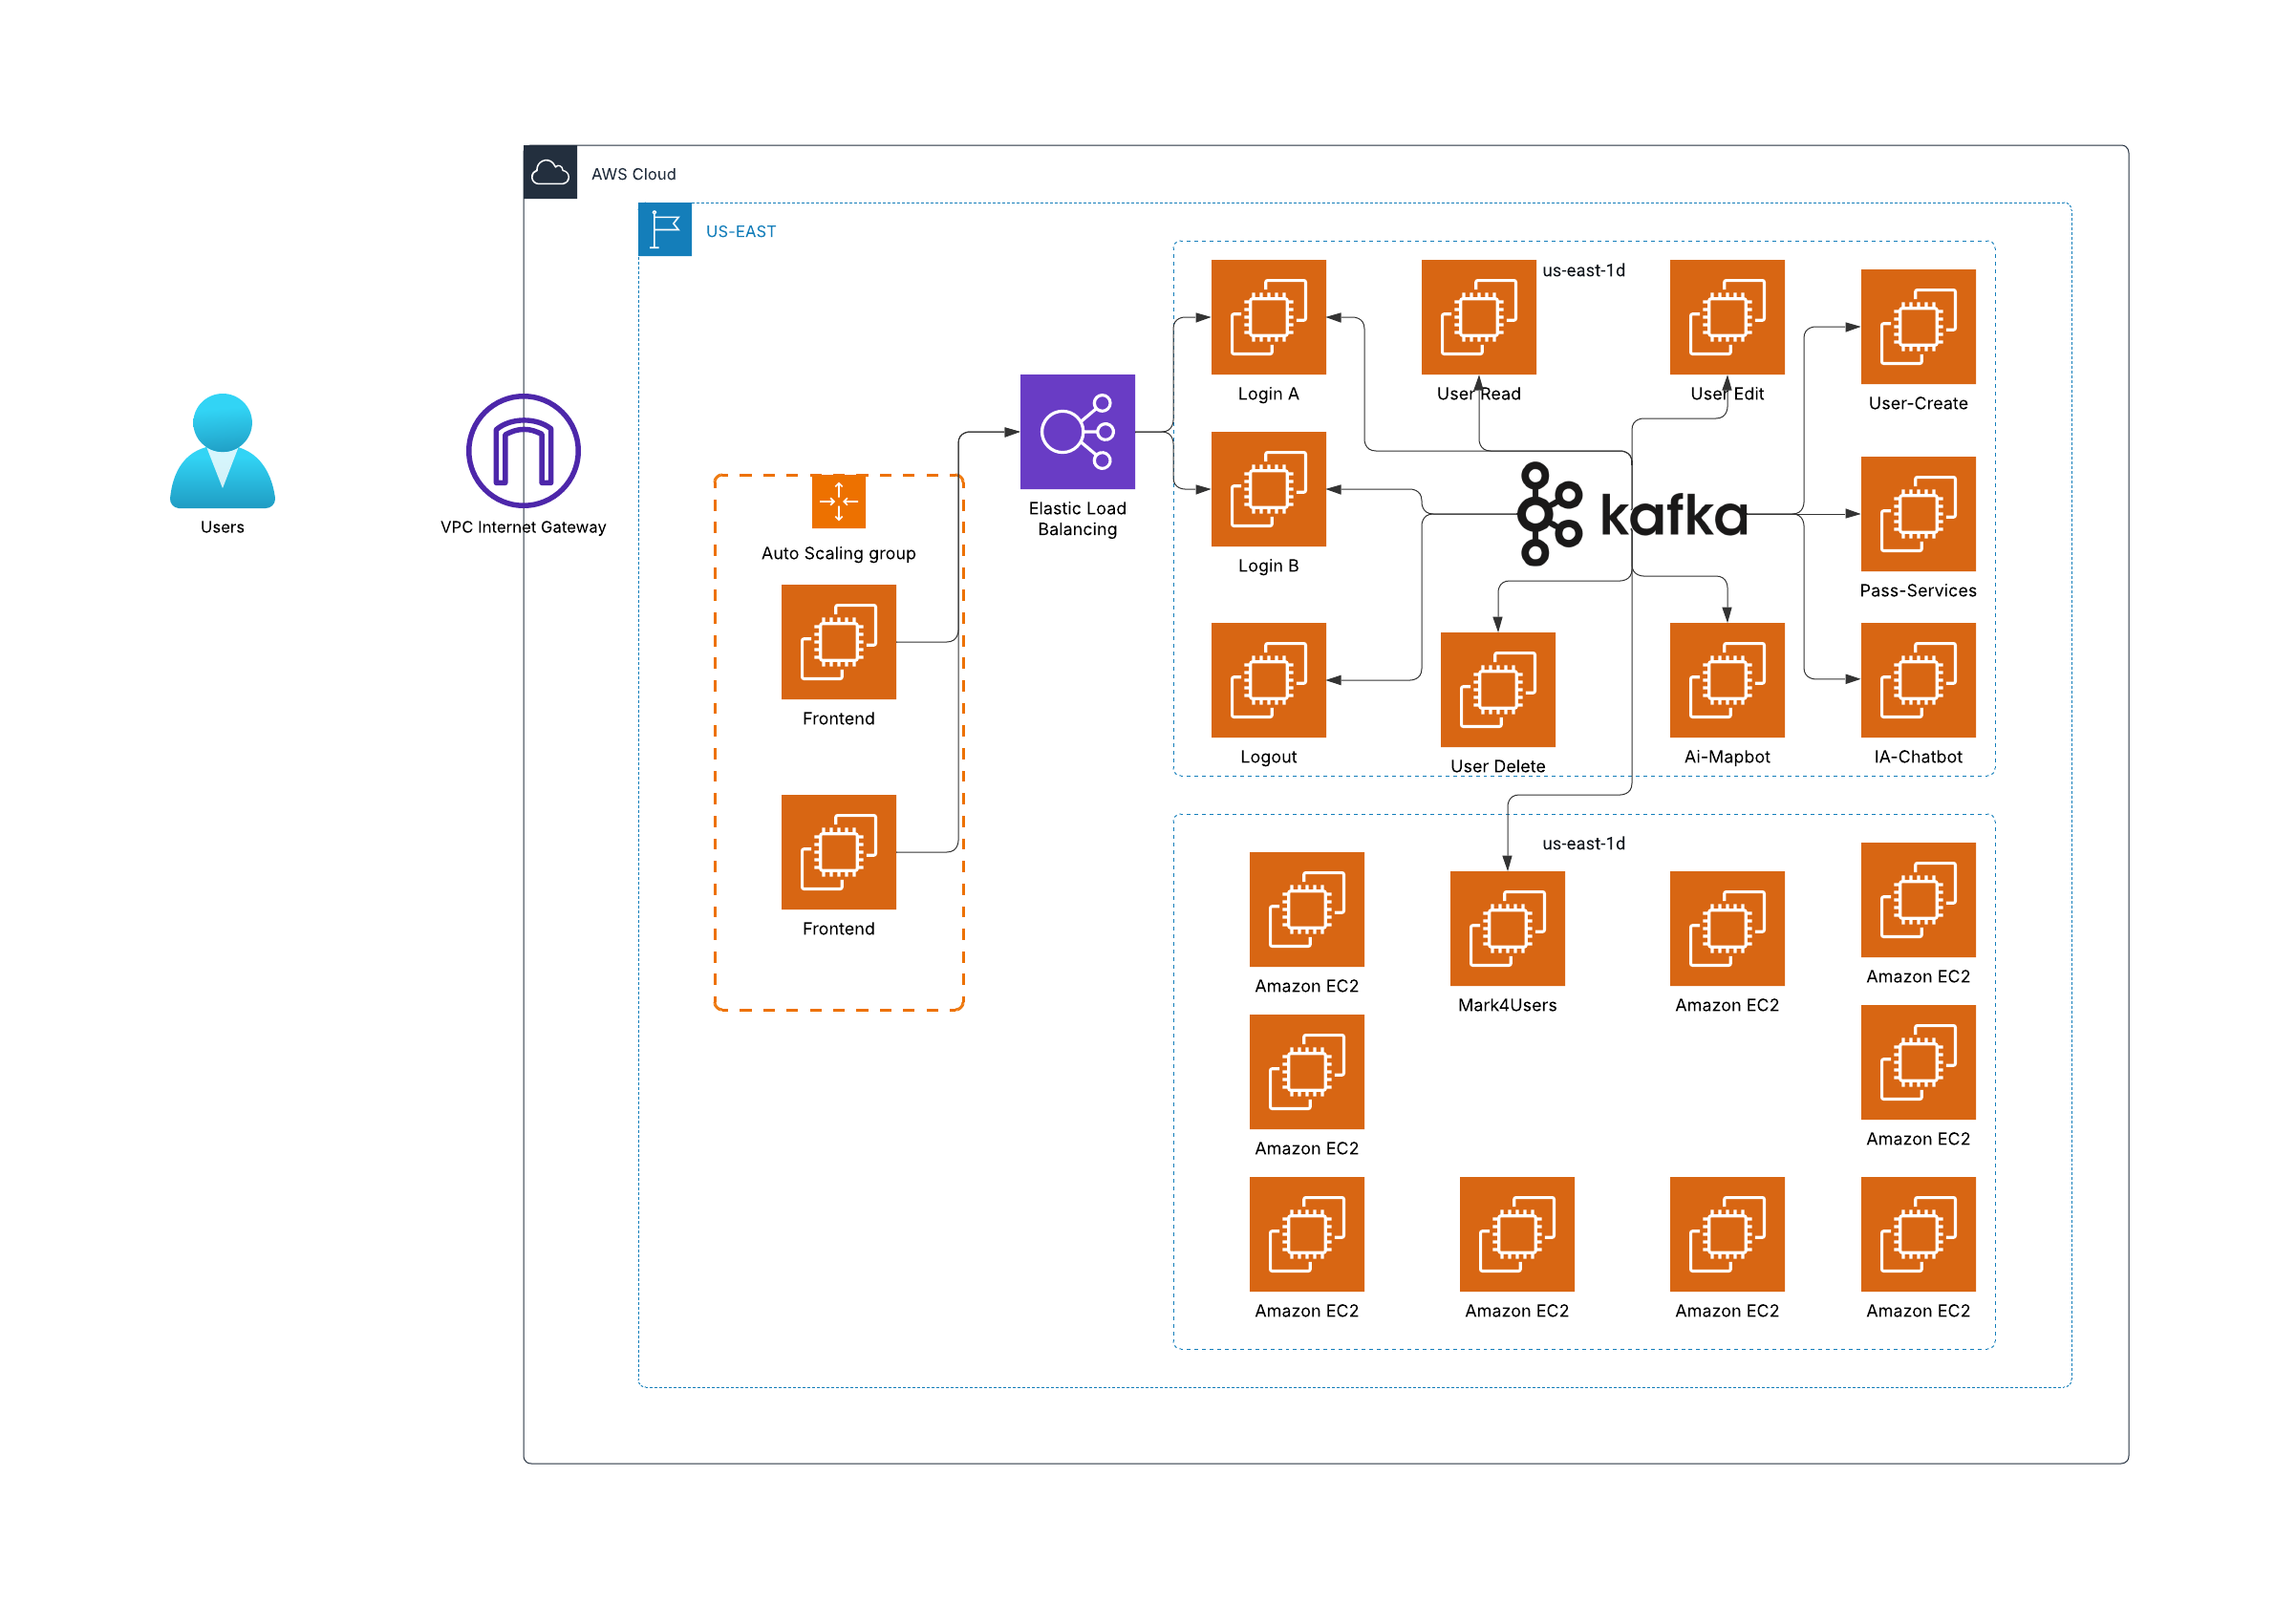 AWS Cloud
US-EAST
us-east-1d
Login A
User Read
User Edit
User-Create
Users
VPC Internet Gateway
Elastic Load
Balancing
Auto Scaling group
kafka
Login B
Pass-Services
Frontend
Logout
User Delete
Ai-Mapbot
IA-Chatbot
us-east-1d
Frontend
Amazon EC2
Mark4Users
Amazon EC2
Amazon EC2
Amazon EC2
Amazon EC2
Amazon EC2
Amazon EC2
Amazon EC2
Amazon EC2